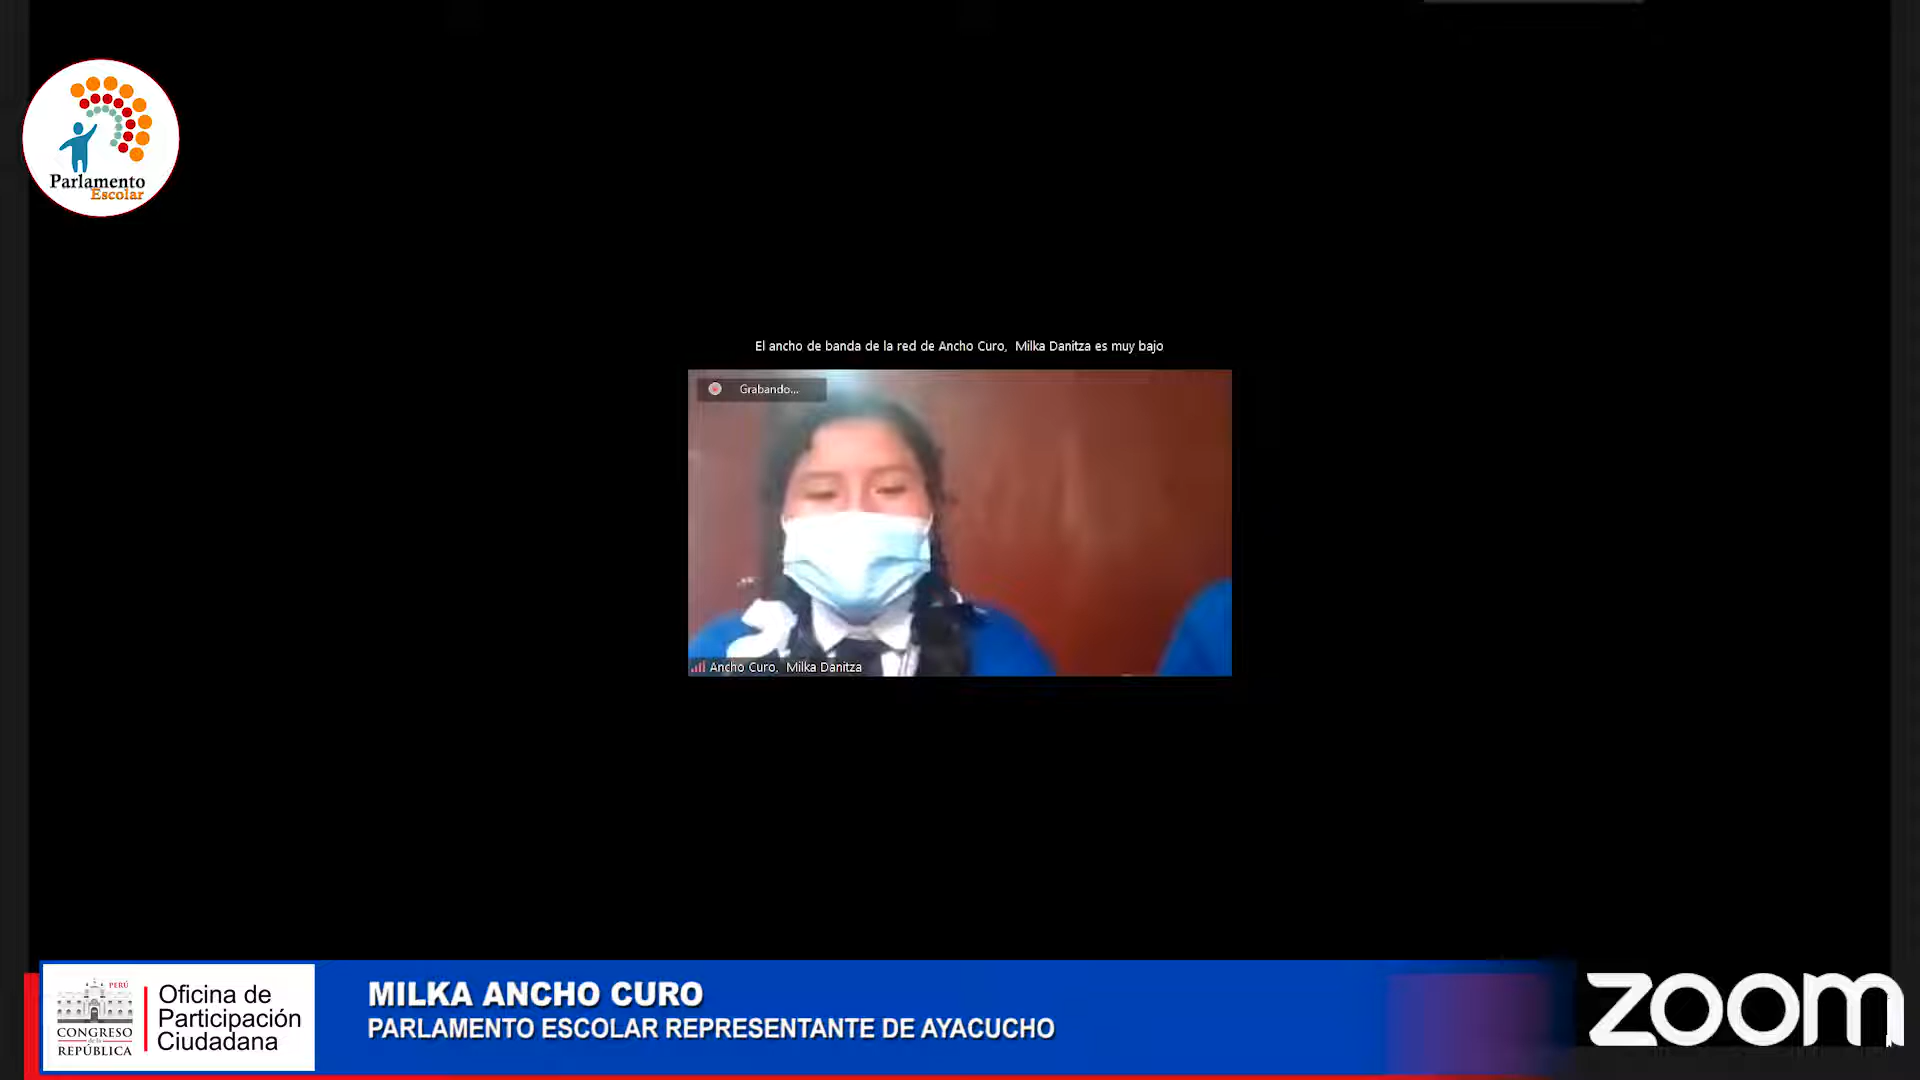 Parlamento
Escolar
El ancho de banda de la red de Ancho Curo, Milka Danitza es muy bajo
Grabando...
Ancho Curo, Milka Danitza
PERÚ
CONGRESO
de la
REPÚBLICA
Oficina de
Participación
Ciudadana
MILKA ANCHO CURO
PARLAMENTO ESCOLAR REPRESENTANTE DE AYACUCHO
zoom